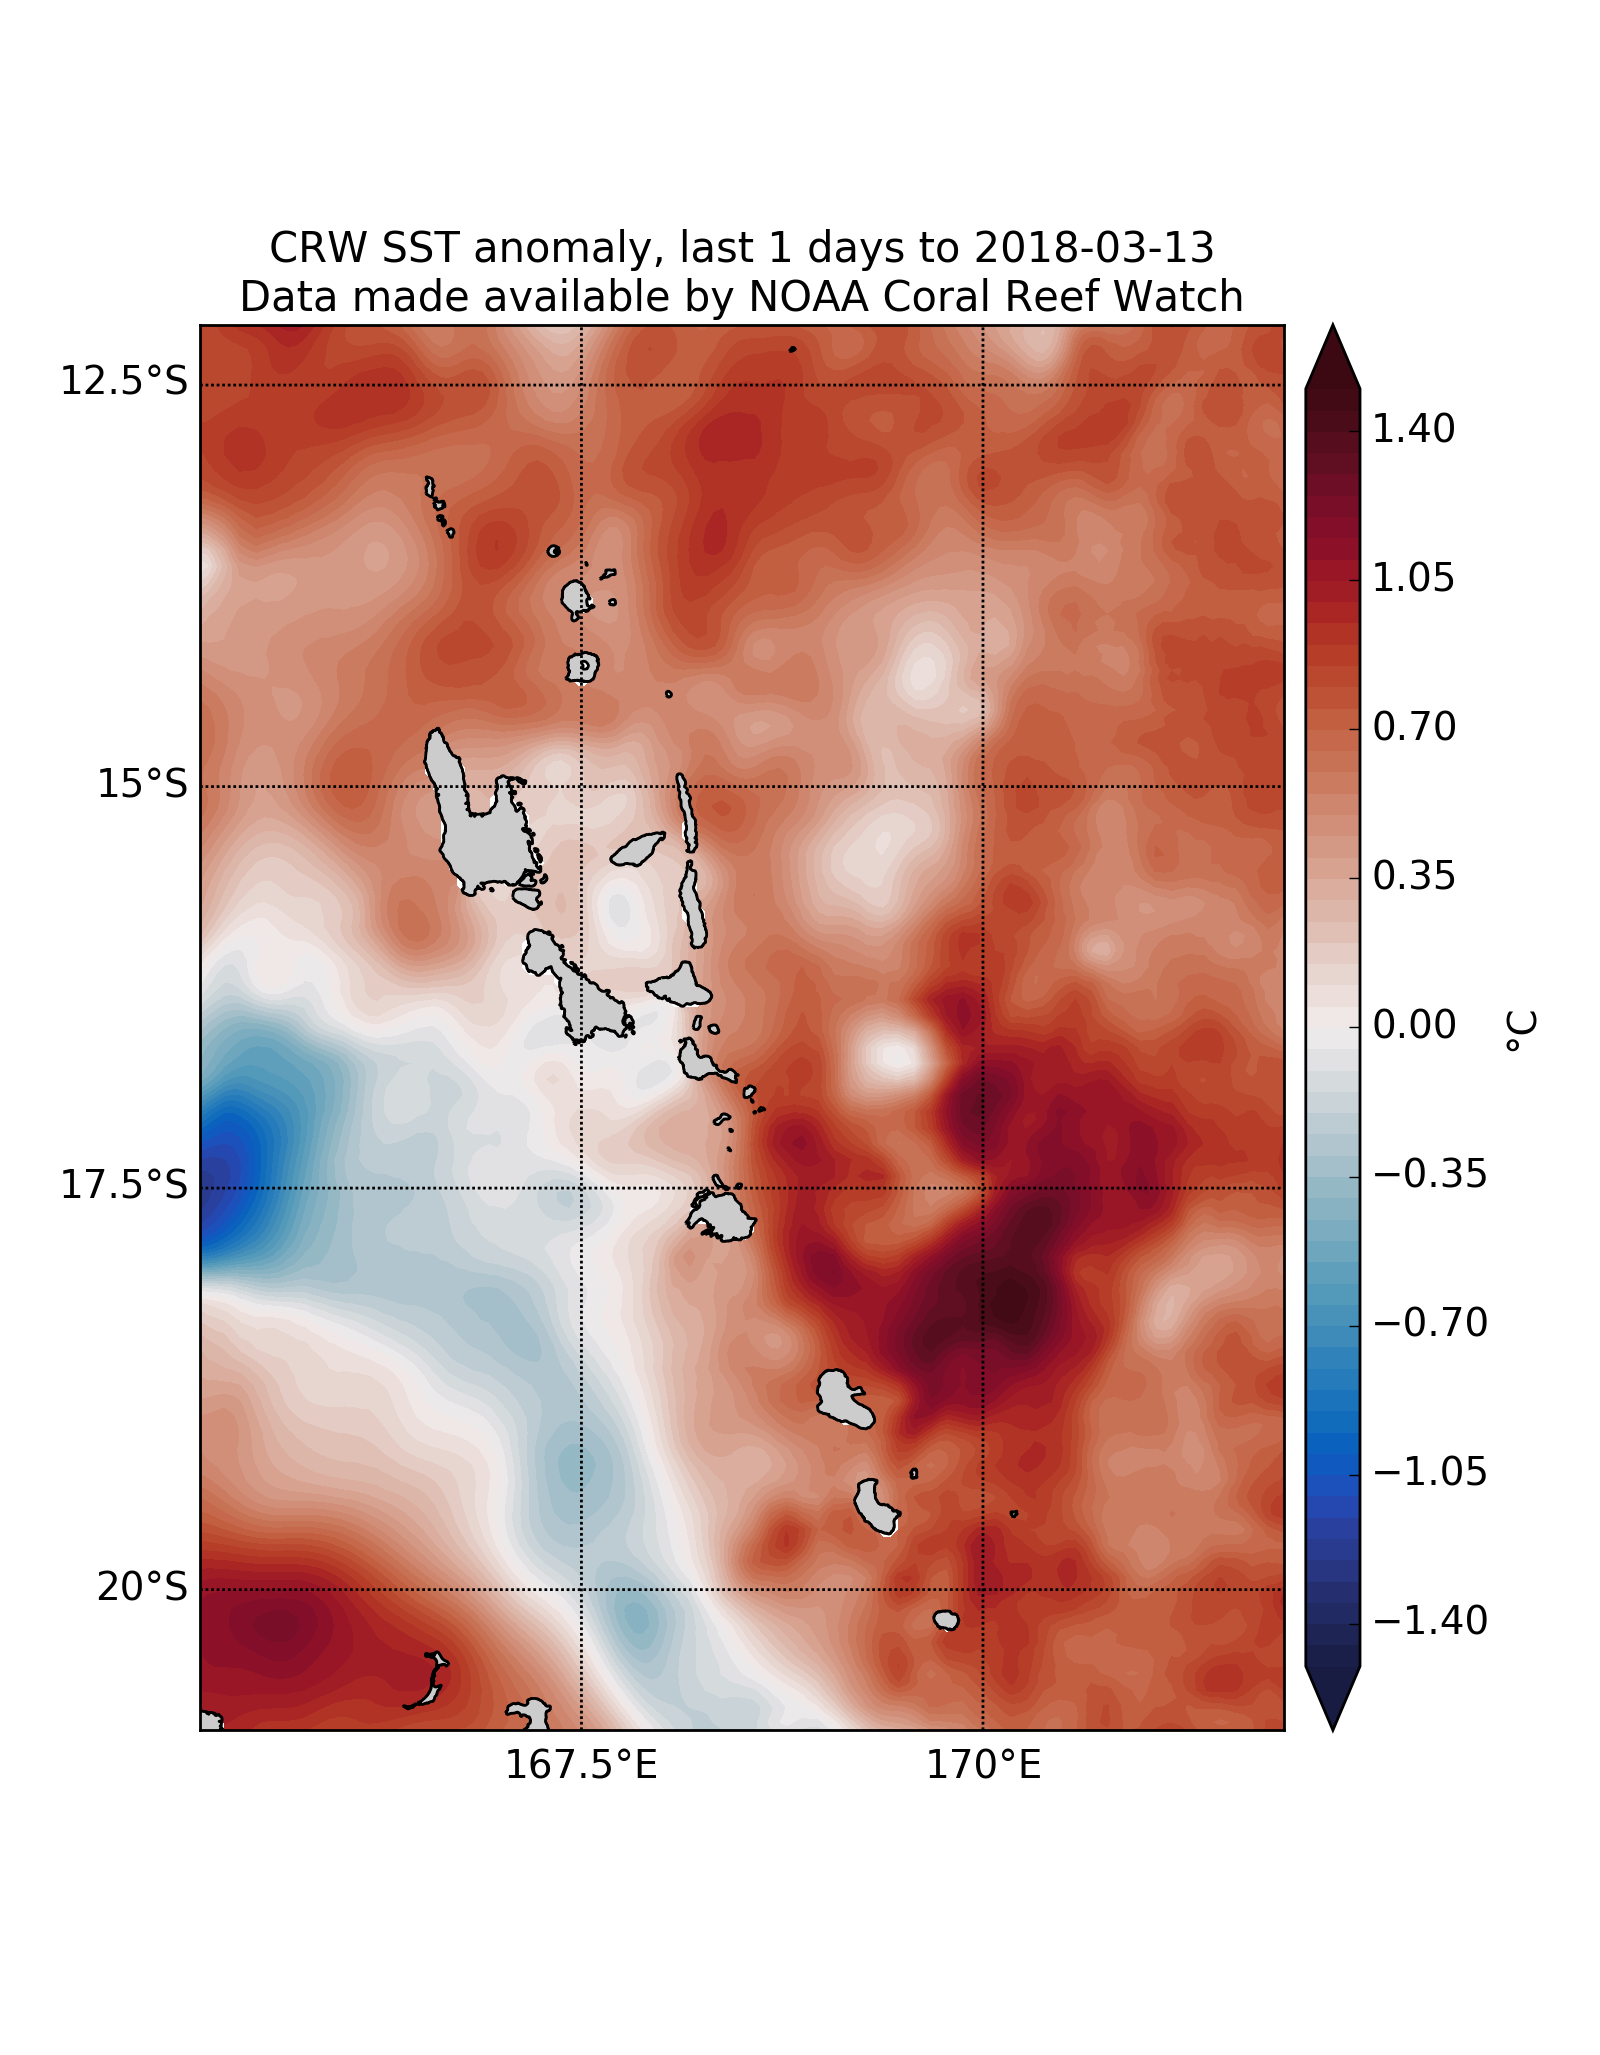 CRW SST anomaly, last 1 days to 2018-03-13
Data made available by NOAA Coral Reef Watch
12.5°S
15°S
17.5°S
20°S
167.5°E
170°E
1.40
1.05
0.70
0.35
0.00
−0.35
−0.70
−1.05
−1.40
°C